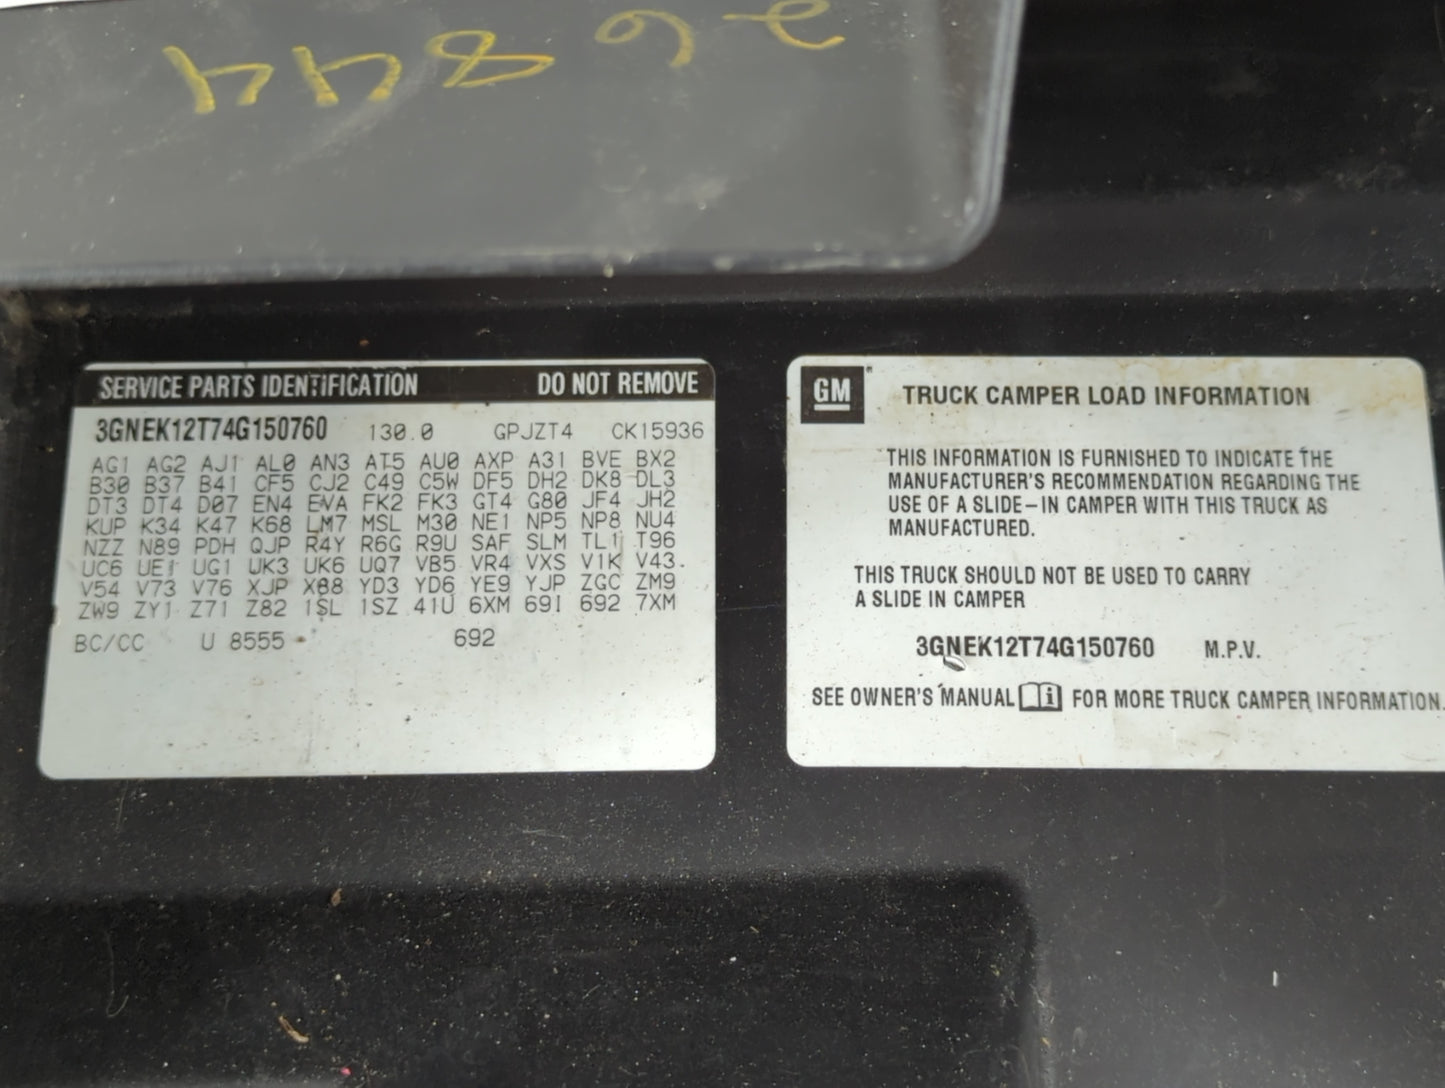 26844
SERVICE PARTS IDENTIFICATION DO NOT REMOVE
3GNEK12T74G150760 130.0 GPJZT4 CK15936
AG1 AG2 AJ1 AL0 AN3 AT5 AU0 AXP A31 BVE BX2
B30 B37 B41 CF5 CJ2 C49 C5W DF5 DH2 DK8 DL3
DT3 DT4 D07 EN4 EVA FK2 FK3 GT4 G80 JF4 JH2
KUP K34 K47 K68 LM7 MSL M30 NE1 NP5 NP8 NU4
NZZ N89 PDH QJP R4Y R6G R9U SAF SLM TL1 T96
UC6 UE1 UG1 UK3 UK6 UQ7 VB5 VR4 VXS V1K V43.
V54 V73 V76 XJP X88 YD3 YD6 YE9 YJP ZGC ZM9
ZW9 ZY1 Z71 Z82 1SL 1SZ 41U 6XM 691 692 7XM
BC/CC U 8555 692
GM TRUCK CAMPER LOAD INFORMATION
THIS INFORMATION IS FURNISHED TO INDICATE THE
MANUFACTURER'S RECOMMENDATION REGARDING THE
USE OF A SLIDE-IN CAMPER WITH THIS TRUCK AS
MANUFACTURED.
THIS TRUCK SHOULD NOT BE USED TO CARRY
A SLIDE IN CAMPER
3GNEK12T74G150760 M.P.V.
SEE OWNER'S MANUAL FOR MORE TRUCK CAMPER INFORMATION.